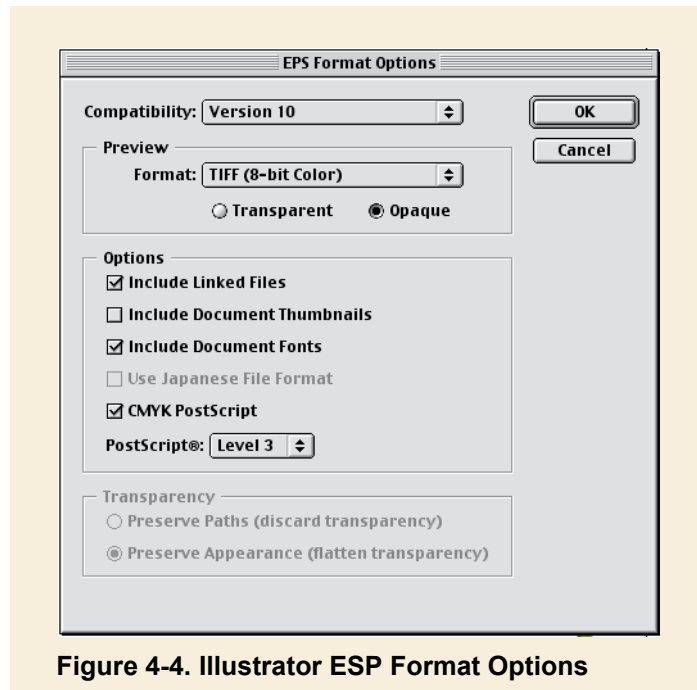 EPS Format Options
Compatibility: Version 10
OK
Cancel
Preview
Format: TIFF (8-bit Color)
Transparent Opaque
Options
Include Linked Files
Include Document Thumbnails
Include Document Fonts
Use Japanese File Format
CMYK PostScript
PostScript®: Level 3
Transparency
Preserve Paths (discard transparency)
Preserve Appearance (flatten transparency)
Figure 4-4. Illustrator ESP Format Options